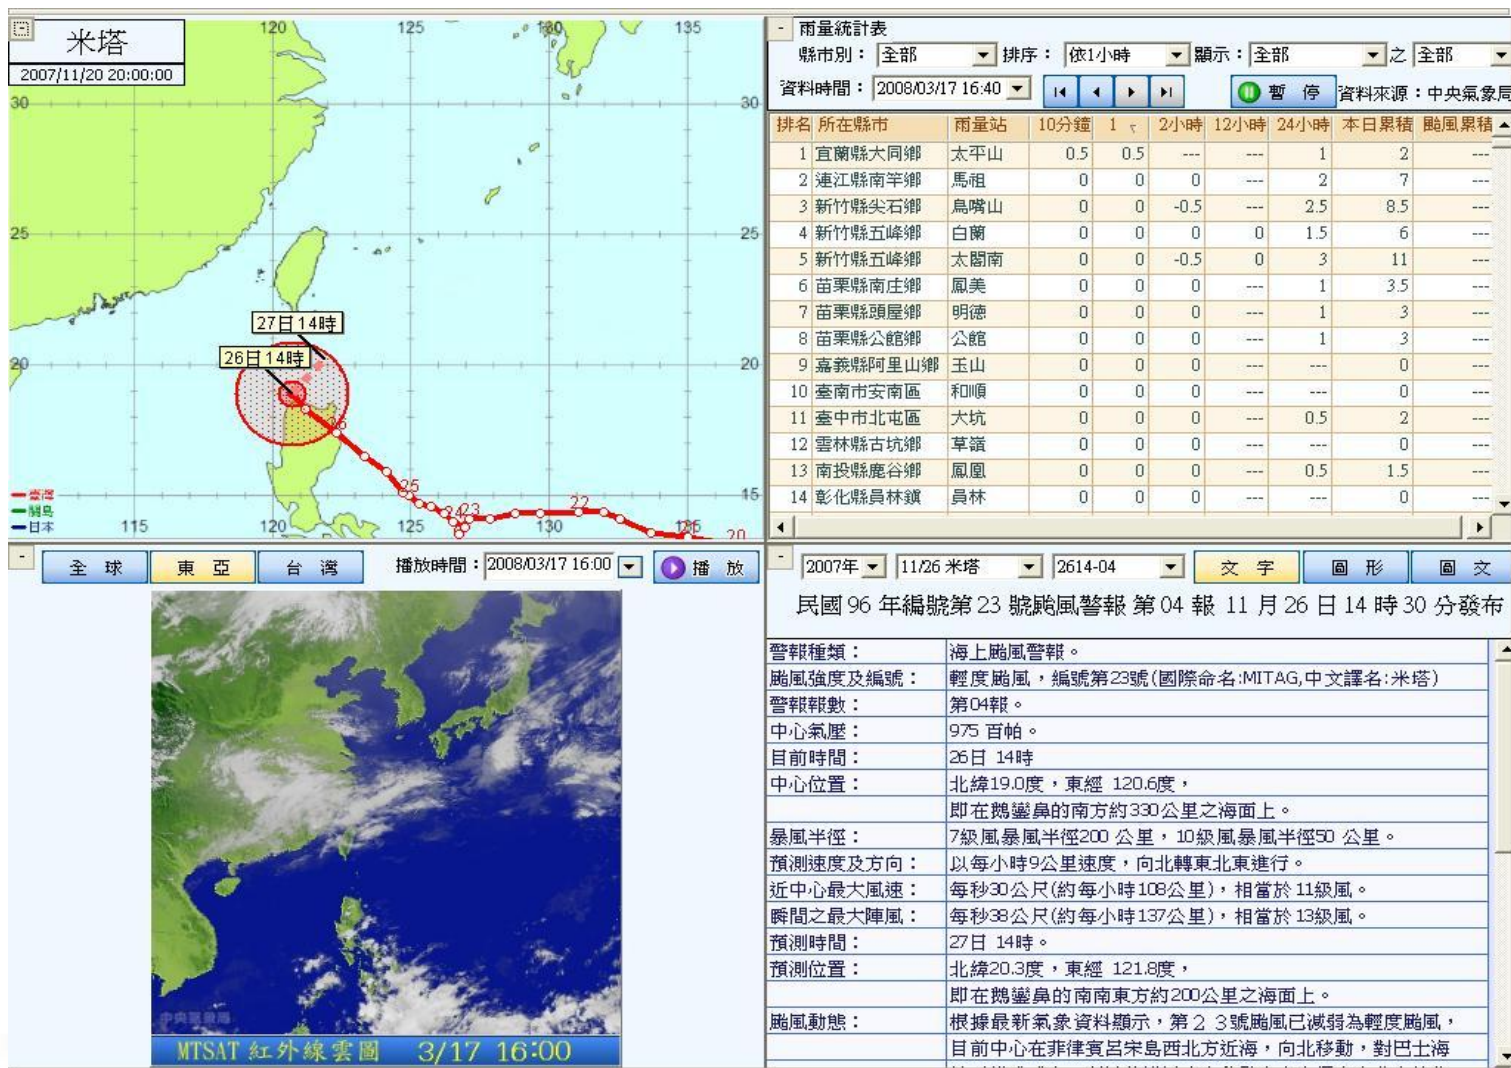 米塔
2007/11/20 20:00:00
120
125
130
135
30
30
25
25
27日14時
26日14時
20
20
26
25
24
23
22
21
20
15
臺灣
關島
日本
115
120
125
130
135
雨量統計表
縣市別： 全部 排序： 依1小時 顯示： 全部 之 全部
資料時間： 2008/03/17 16:40 暫 停 資料來源：中央氣象局
排名 所在縣市 雨量站 10分鐘 1 2小時 12小時 24小時 本日累積 颱風累積
1 宜蘭縣大同鄉 太平山 0.5 0.5 --- --- 1 2 ---
2 連江縣南竿鄉 馬祖 0 0 0 --- 2 7 ---
3 新竹縣尖石鄉 鳥嘴山 0 0 -0.5 --- 2.5 8.5 ---
4 新竹縣五峰鄉 白蘭 0 0 0 0 1.5 6 ---
5 新竹縣五峰鄉 太閣南 0 0 -0.5 0 3 11 ---
6 苗栗縣南庄鄉 鳳美 0 0 0 --- 1 3.5 ---
7 苗栗縣頭屋鄉 明德 0 0 0 --- 1 3 ---
8 苗栗縣公館鄉 公館 0 0 0 --- 1 3 ---
9 嘉義縣阿里山鄉 玉山 0 0 0 --- --- 0 ---
10 臺南市安南區 和順 0 0 0 --- --- 0 ---
11 臺中市北屯區 大坑 0 0 0 --- 0.5 2 ---
12 雲林縣古坑鄉 草嶺 0 0 0 --- --- 0 ---
13 南投縣鹿谷鄉 鳳凰 0 0 0 --- 0.5 1.5 ---
14 彰化縣員林鎮 員林 0 0 0 --- --- 0 ---
全 球 東 亞 台 灣 播放時間： 2008/03/17 16:00 播 放
中央氣象局
MTSAT 紅外線雲圖 3/17 16:00
2007年 11/26 米塔 2614-04 文 字 圖 形 圖 文
民國 96 年編號第 23 號颱風警報 第 04 報 11 月 26 日 14 時 30 分發布
警報種類： 海上颱風警報。
颱風強度及編號： 輕度颱風，編號第23號(國際命名:MITAG,中文譯名:米塔)
警報報數： 第04報。
中心氣壓： 975 百帕。
目前時間： 26日 14時
中心位置： 北緯19.0度，東經 120.6度，
即在鵝鑾鼻的南方約330公里之海面上。
暴風半徑： 7級風暴風半徑200 公里，10級風暴風半徑50 公里。
預測速度及方向： 以每小時9公里速度，向北轉東北東進行。
近中心最大風速： 每秒30公尺(約每小時108公里)，相當於 11級風。
瞬間之最大陣風： 每秒38公尺(約每小時137公里)，相當於 13級風。
預測時間： 27日 14時。
預測位置： 北緯20.3度，東經 121.8度，
即在鵝鑾鼻的南南東方約200公里之海面上。
颱風動態： 根據最新氣象資料顯示，第２３號颱風已減弱為輕度颱風，
目前中心在菲律賓呂宋島西北方近海，向北移動，對巴士海